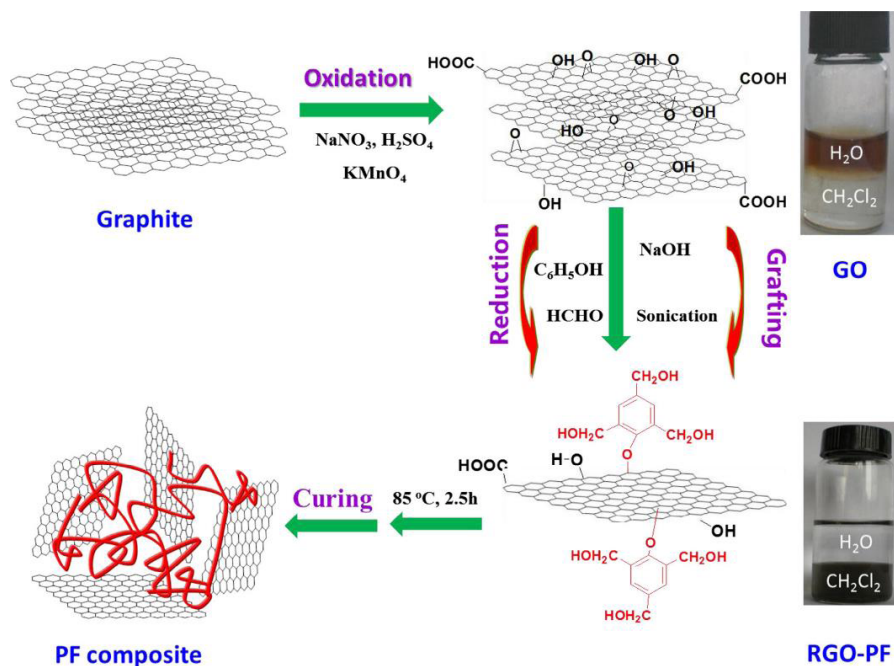 Graphite
Oxidation
NaNO₃, H₂SO₄
KMnO₄
HOOC
OH
O
OH
O
COOH
O
OH
HO
O
O
O
OH
OH
COOH
H₂O
CH₂Cl₂
GO
Reduction
C₆H₅OH
HCHO
NaOH
Sonication
Grafting
CH₂OH
HOH₂C
CH₂OH
O
HOOC
H-O
OH
O
HOH₂C
CH₂OH
HOH₂C
H₂O
CH₂Cl₂
RGO-PF
Curing
85 °C, 2.5h
PF composite